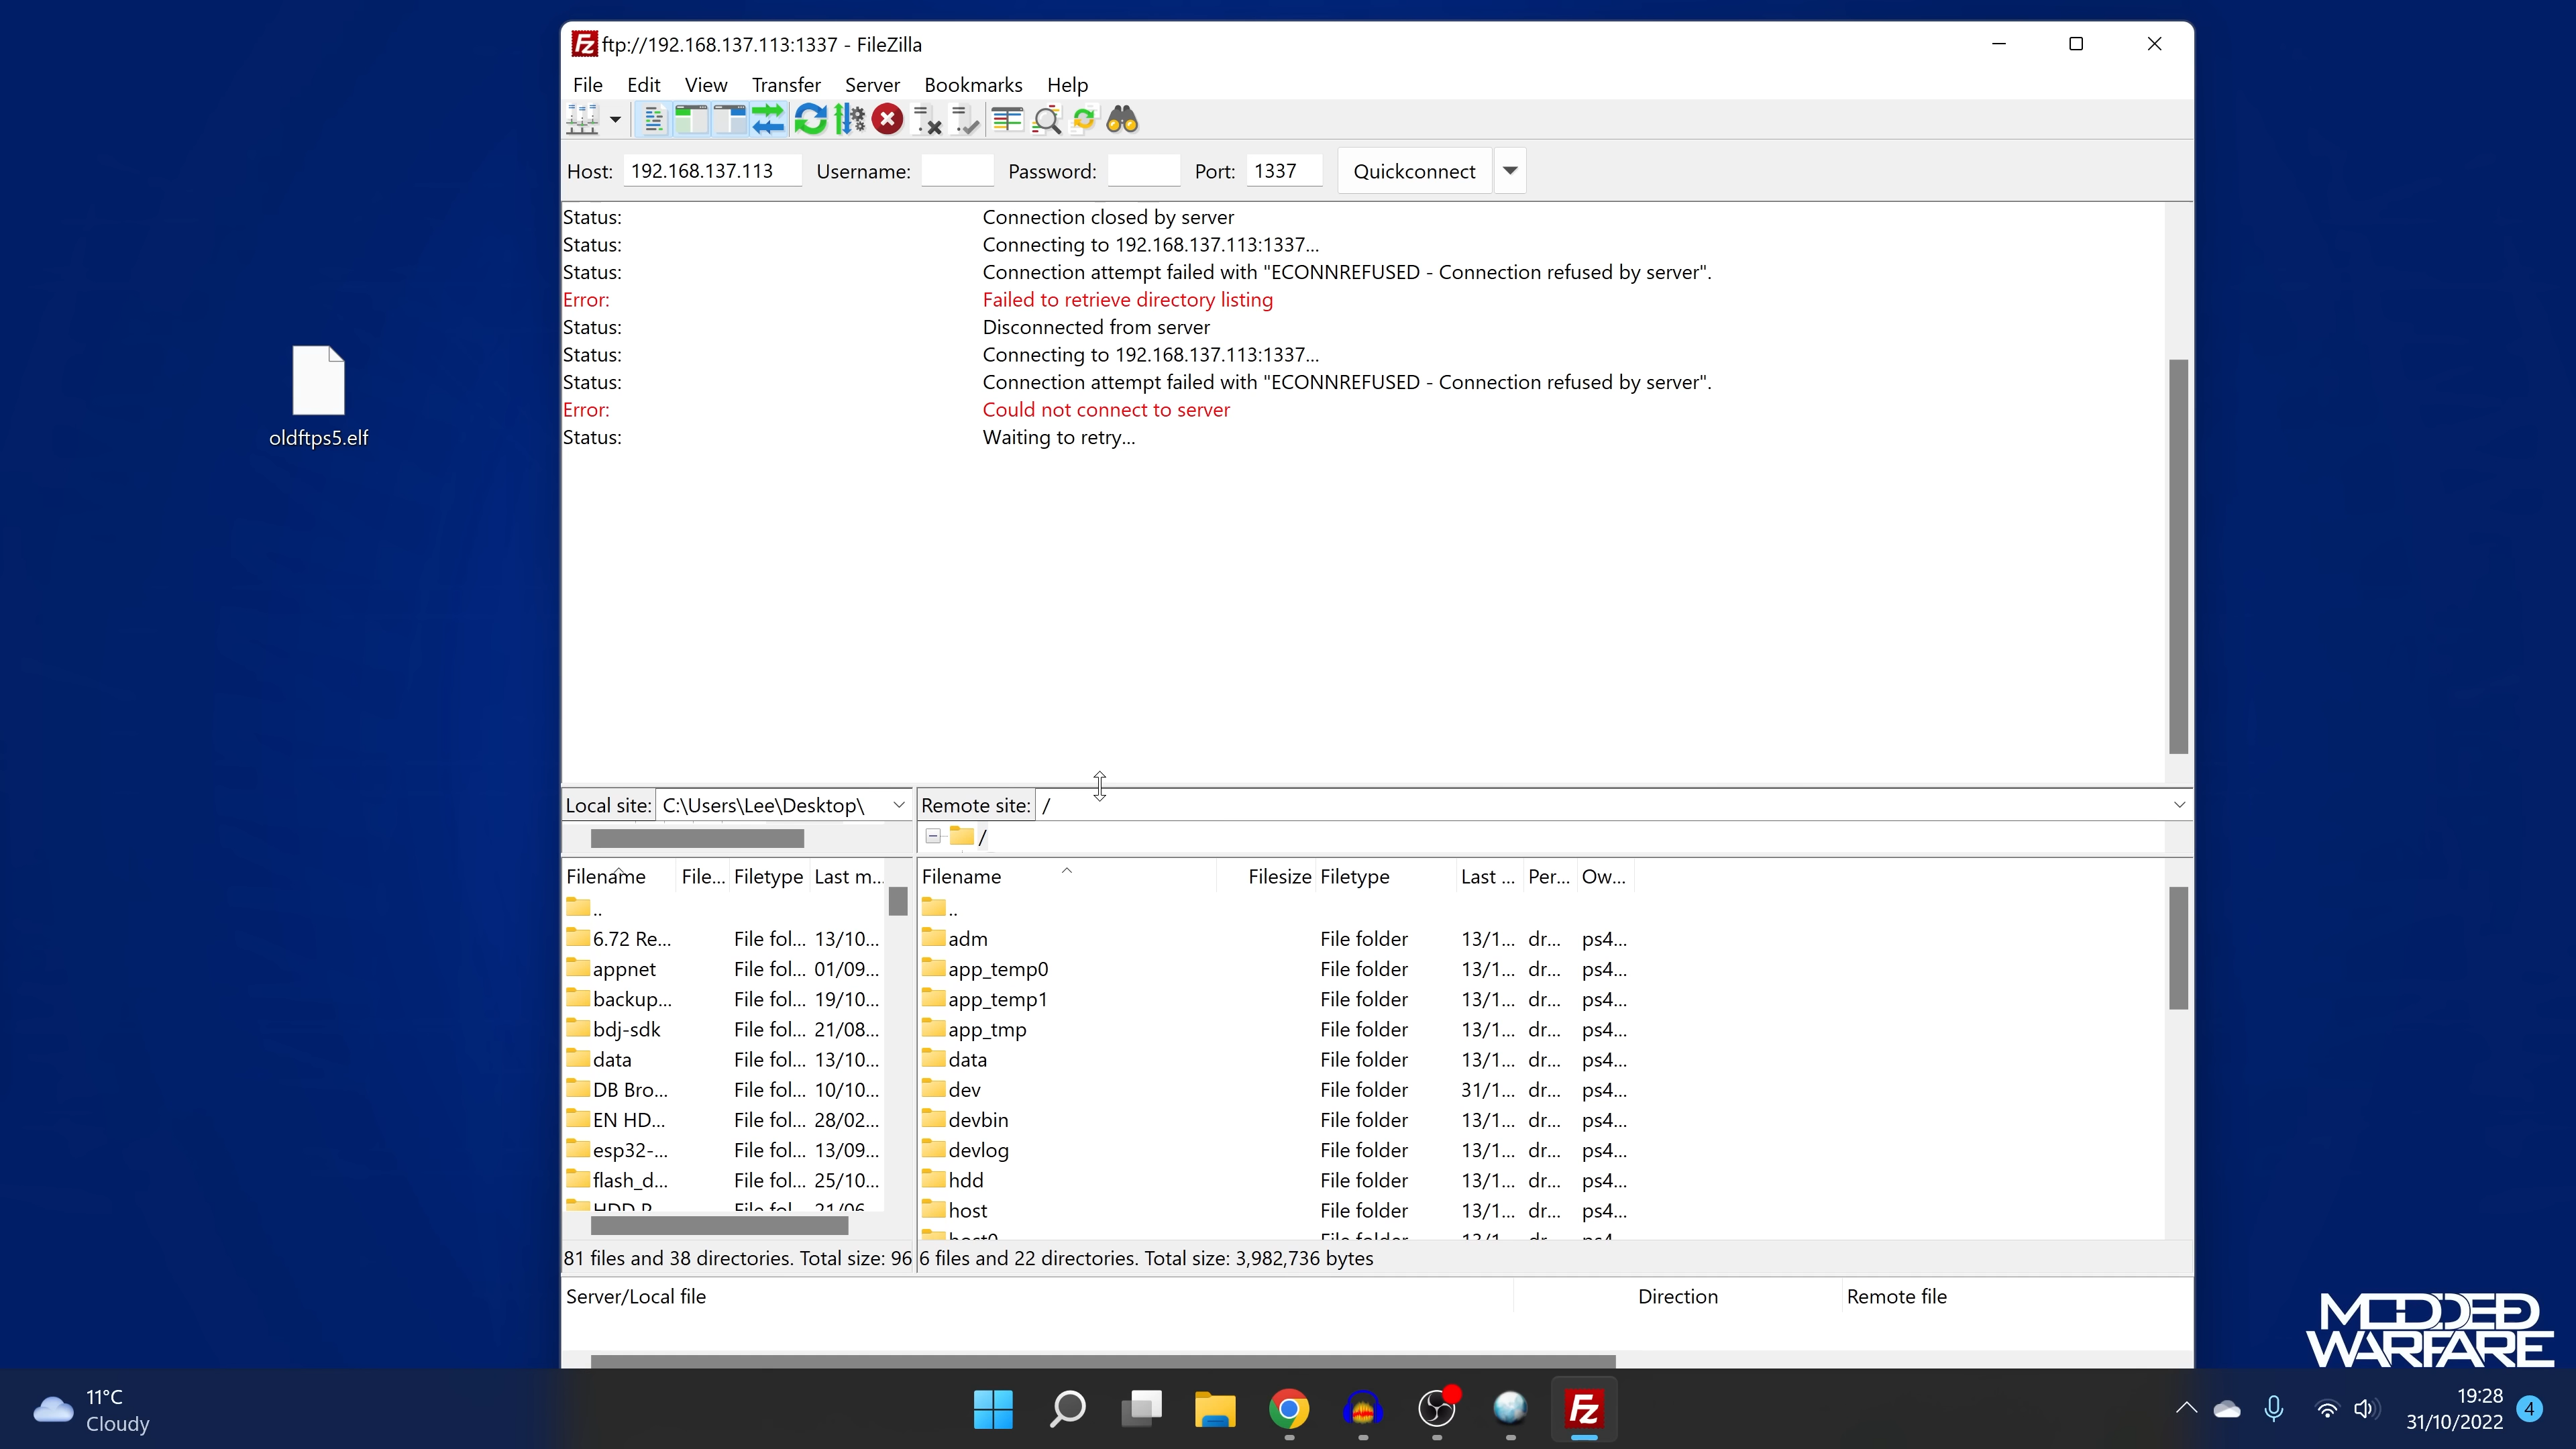 ftp://192.168.137.113:1337 - FileZilla
File Edit View Transfer Server Bookmarks Help
Host: 192.168.137.113 Username: Password: Port: 1337 Quickconnect
Status: Connection closed by server
Status: Connecting to 192.168.137.113:1337...
Status: Connection attempt failed with "ECONNREFUSED - Connection refused by server".
Error: Failed to retrieve directory listing
Status: Disconnected from server
Status: Connecting to 192.168.137.113:1337...
Status: Connection attempt failed with "ECONNREFUSED - Connection refused by server".
Error: Could not connect to server
Status: Waiting to retry...
oldftps5.elf
Local site: C:\Users\Lee\Desktop\ Remote site: /
/
Filename File... Filetype Last m... Filename Filesize Filetype Last ... Per... Ow...
.. ..
6.72 Re... File fol... 13/10... adm File folder 13/1... dr... ps4...
appnet File fol... 01/09... app_temp0 File folder 13/1... dr... ps4...
backup... File fol... 19/10... app_temp1 File folder 13/1... dr... ps4...
bdj-sdk File fol... 21/08... app_tmp File folder 13/1... dr... ps4...
data File fol... 13/10... data File folder 13/1... dr... ps4...
DB Bro... File fol... 10/10... dev File folder 31/1... dr... ps4...
EN HD... File fol... 28/02... devbin File folder 13/1... dr... ps4...
esp32-... File fol... 13/09... devlog File folder 13/1... dr... ps4...
flash_d... File fol... 25/10... hdd File folder 13/1... dr... ps4...
host File folder 13/1... dr... ps4...
81 files and 38 directories. Total size: 96 6 files and 22 directories. Total size: 3,982,736 bytes
Server/Local file Direction Remote file
MODDED
WARFARE
11°C
Cloudy
19:28
31/10/2022
4